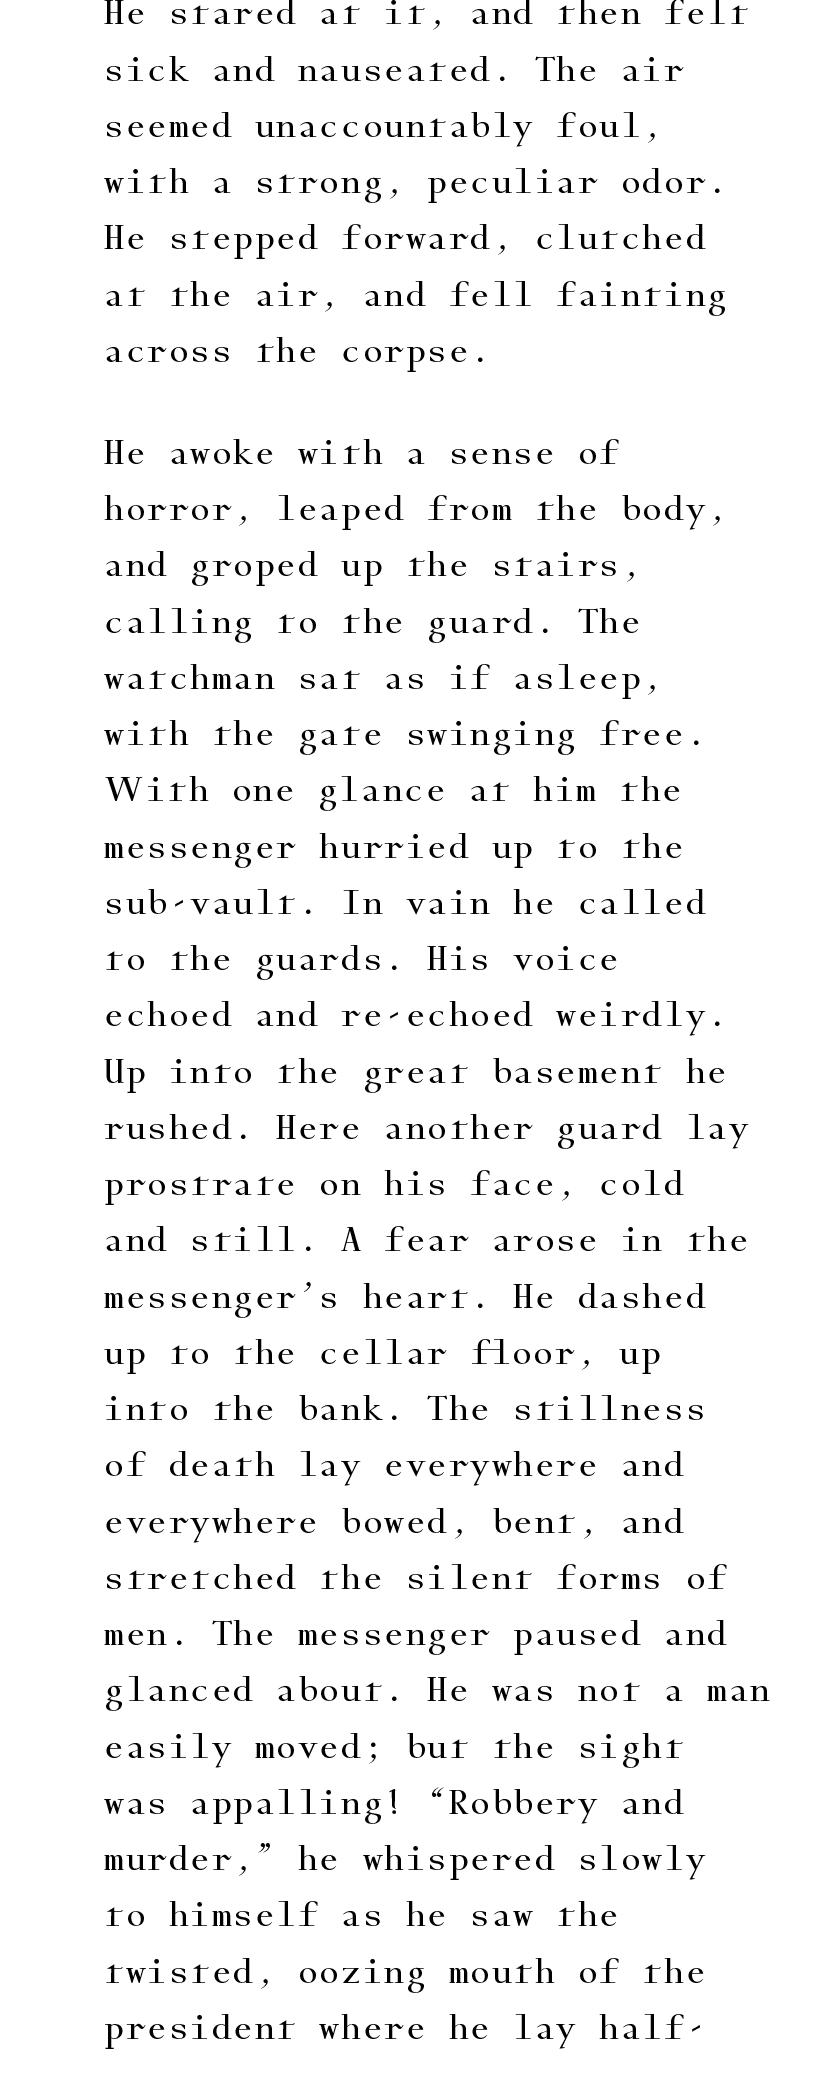 He stared at it, and then felt
sick and nauseated. The air
seemed unaccountably foul,
with a strong, peculiar odor.
He stepped forward, clutched
at the air, and fell fainting
across the corpse.
He awoke with a sense of
horror, leaped from the body,
and groped up the stairs,
calling to the guard. The
watchman sat as if asleep,
with the gate swinging free.
With one glance at him the
messenger hurried up to the
sub-vault. In vain he called
to the guards. His voice
echoed and re-echoed weirdly.
Up into the great basement he
rushed. Here another guard lay
prostrate on his face, cold
and still. A fear arose in the
messenger’s heart. He dashed
up to the cellar floor, up
into the bank. The stillness
of death lay everywhere and
everywhere bowed, bent, and
stretched the silent forms of
men. The messenger paused and
glanced about. He was not a man
easily moved; but the sight
was appalling! “Robbery and
murder,” he whispered slowly
to himself as he saw the
twisted, oozing mouth of the
president where he lay half-